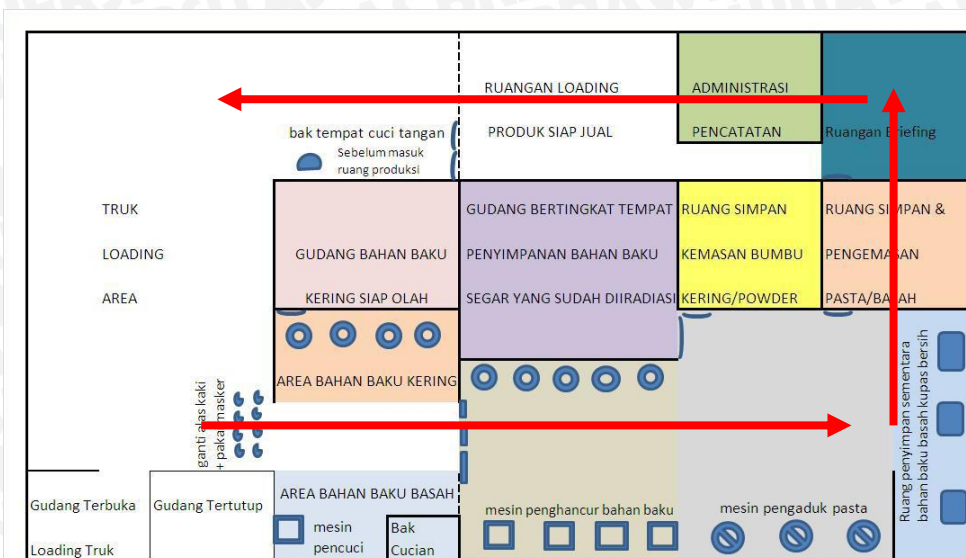 RUANGAN LOADING
PRODUK SIAP JUAL
ADMINISTRASI
PENCATATAN
Ruangan Briefing
bak tempat cuci tangan
Sebelum masuk
ruang produksi
TRUK
LOADING
AREA
GUDANG BAHAN BAKU
KERING SIAP OLAH
GUDANG BERTINGKAT TEMPAT
PENYIMPANAN BAHAN BAKU
SEGAR YANG SUDAH DIIRADIASI
RUANG SIMPAN
KEMASAN BUMBU
KERING/POWDER
RUANG SIMPAN &
PENGEMASAN
PASTA/BASAH
AREA BAHAN BAKU KERING
ganti alas kaki
+ pakai masker
Ruang penyimpan sementara
bahan baku basah kupas bersih
Gudang Terbuka
Loading Truk
Gudang Tertutup
AREA BAHAN BAKU BASAH
mesin
pencuci
Bak
Cucian
mesin penghancur bahan baku
mesin pengaduk pasta